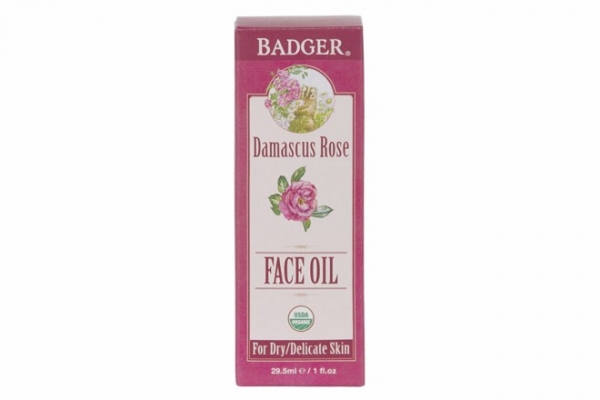 BADGER®
Damascus Rose
FACE OIL
USDA
ORGANIC
For Dry/Delicate Skin
29.5ml ℮ / 1 fl.oz